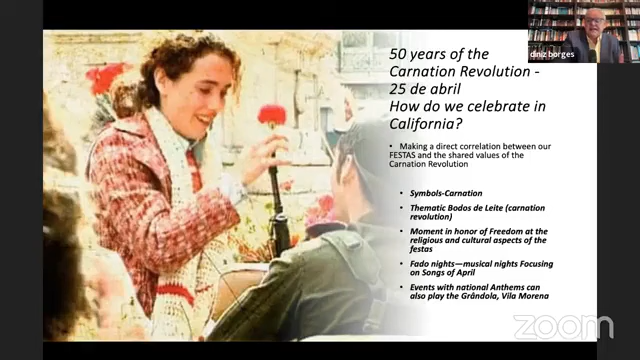 diniz borges
50 years of the
Carnation Revolution -
25 de abril
How do we celebrate in
California?
• Making a direct correlation between our
FESTAS and the shared values of the
Carnation Revolution
• Symbols-Carnation
• Thematic Bodos de Leite (carnation
revolution)
• Moment in honor of Freedom at the
religious and cultural aspects of the
festas
• Fado nights—musical nights Focusing
on Songs of April
• Events with national Anthems can
also play the Grândola, Vila Morena
zoom